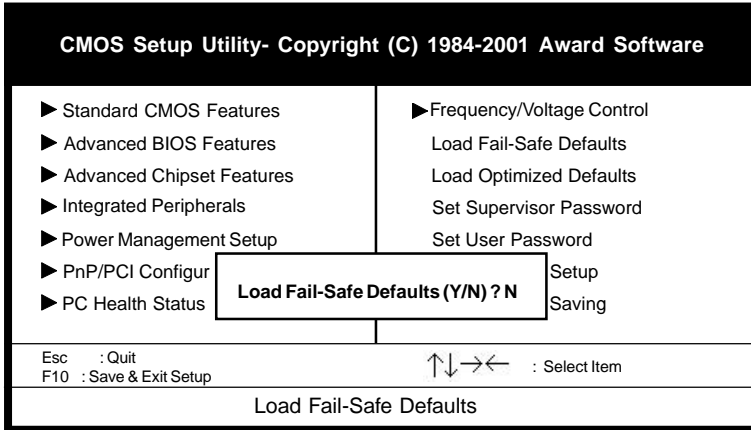 CMOS Setup Utility- Copyright (C) 1984-2001 Award Software
Standard CMOS Features
Advanced BIOS Features
Advanced Chipset Features
Integrated Peripherals
Power Management Setup
PnP/PCI Configur
PC Health Status
Frequency/Voltage Control
Load Fail-Safe Defaults
Load Optimized Defaults
Set Supervisor Password
Set User Password
Setup
Saving
Load Fail-Safe Defaults (Y/N) ? N
Esc : Quit
F10 : Save & Exit Setup
↑↓→← : Select Item
Load Fail-Safe Defaults